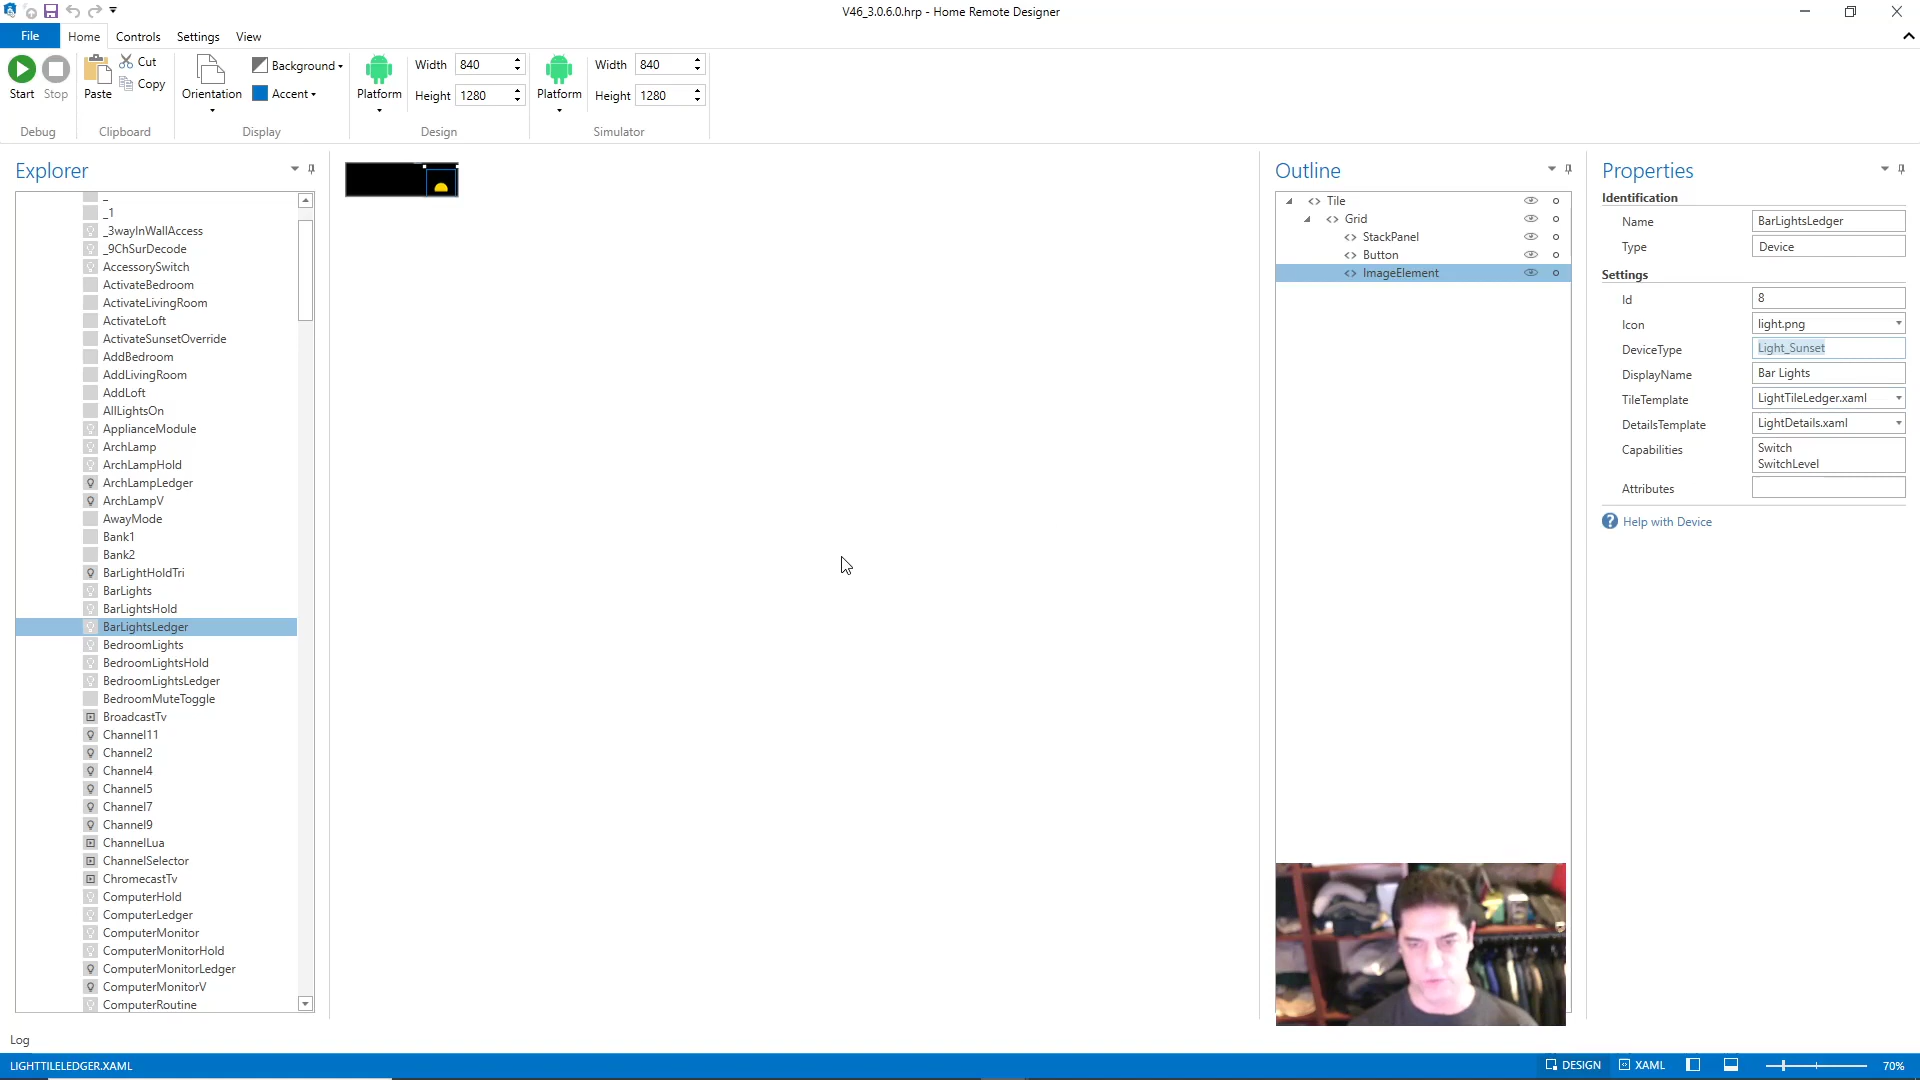 V46_3.0.6.0.hrp - Home Remote Designer
File Home Controls Settings View
Start
Stop
Debug
Paste
Cut
Copy
Clipboard
Orientation
Background
Accent
Display
Platform
Width 840
Height 1280
Design
Platform
Width 840
Height 1280
Simulator
Explorer
_
_1
_3wayInWallAccess
_9ChSurDecode
AccessorySwitch
ActivateBedroom
ActivateLivingRoom
ActivateLoft
ActivateSunsetOverride
AddBedroom
AddLivingRoom
AddLoft
AllLightsOn
ApplianceModule
ArchLamp
ArchLampHold
ArchLampLedger
ArchLampV
AwayMode
Bank1
Bank2
BarLightHoldTri
BarLights
BarLightsHold
BarLightsLedger
BedroomLights
BedroomLightsHold
BedroomLightsLedger
BedroomMuteToggle
BroadcastTv
Channel11
Channel2
Channel4
Channel5
Channel7
Channel9
ChannelLua
ChannelSelector
ChromecastTv
ComputerHold
ComputerLedger
ComputerMonitor
ComputerMonitorHold
ComputerMonitorLedger
ComputerMonitorV
ComputerRoutine
Outline
<> Tile
<> Grid
<> StackPanel
<> Button
<> ImageElement
Properties
Identification
Name BarLightsLedger
Type Device
Settings
Id 8
Icon light.png
DeviceType Light_Sunset
DisplayName Bar Lights
TileTemplate LightTileLedger.xaml
DetailsTemplate LightDetails.xaml
Capabilities Switch
SwitchLevel
Attributes
? Help with Device
Log
LIGHTTILELEDGER.XAML
DESIGN XAML 70%